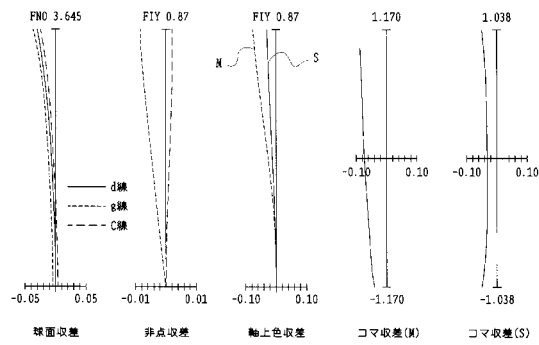 FNO 3.645
FIY 0.87
FIY 0.87
1.170
1.038
M
S
-0.10
0.10
-0.10
0.10
d線
g線
C線
-0.05
0.05
-0.01
0.01
-0.10
0.10
-1.170
-1.038
球面収差
非点収差
軸上色収差
コマ収差(M)
コマ収差(S)